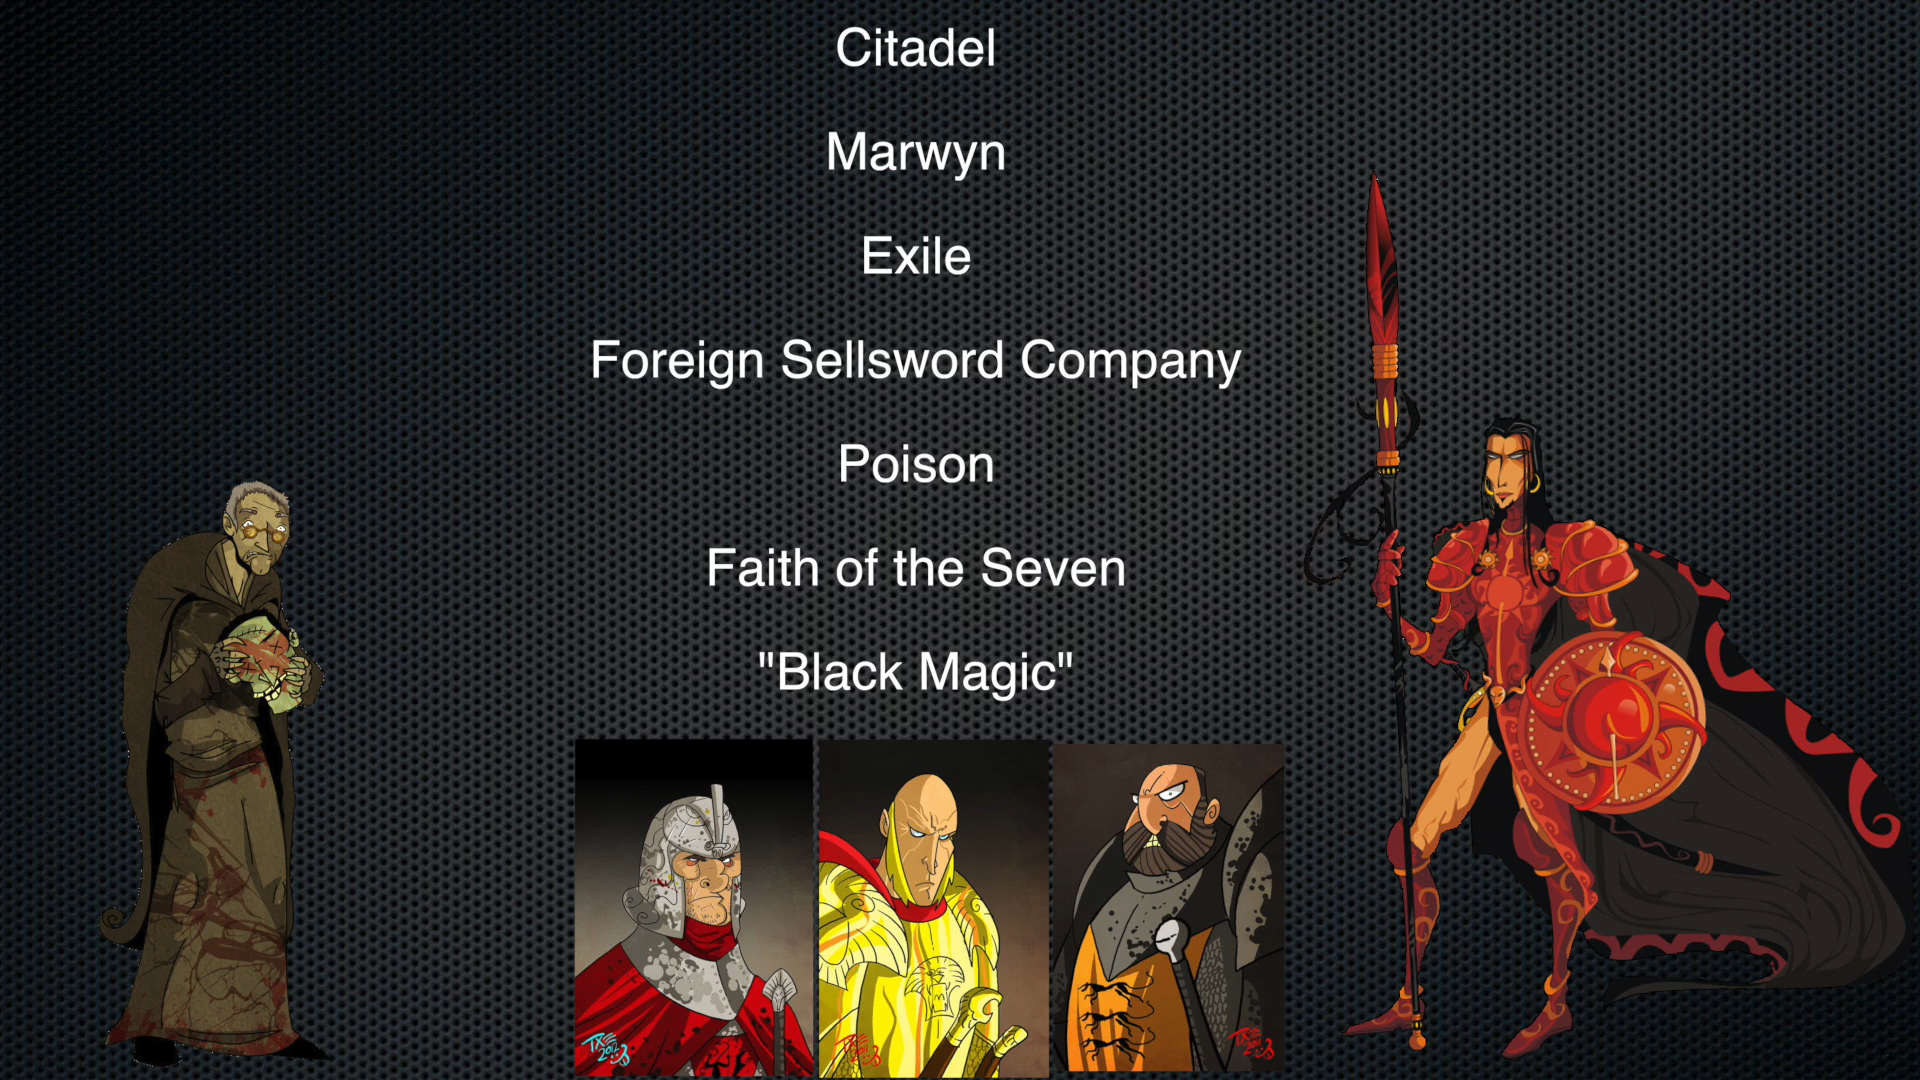 Citadel
Marwyn
Exile
Foreign Sellsword Company
Poison
Faith of the Seven
"Black Magic"